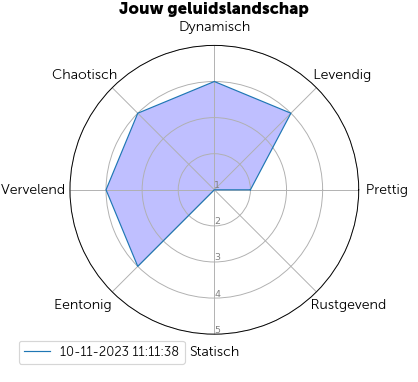 Jouw geluidslandschap
Dynamisch
Chaotisch
Levendig
Vervelend
Prettig
1
2
3
4
5
Eentonig
Rustgevend
10-11-2023 11:11:38
Statisch